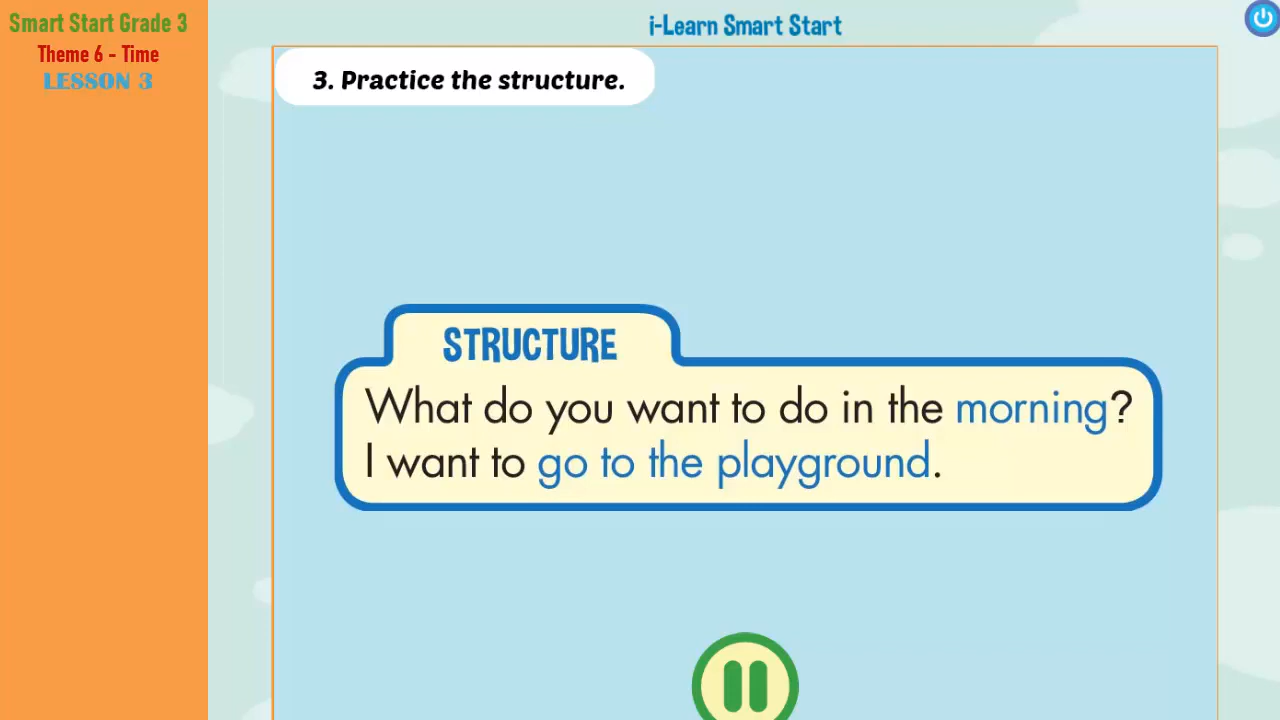 Smart Start Grade 3
Theme 6 - Time
LESSON 3
i-Learn Smart Start
3. Practice the structure.
STRUCTURE
What do you want to do in the morning?
I want to go to the playground.